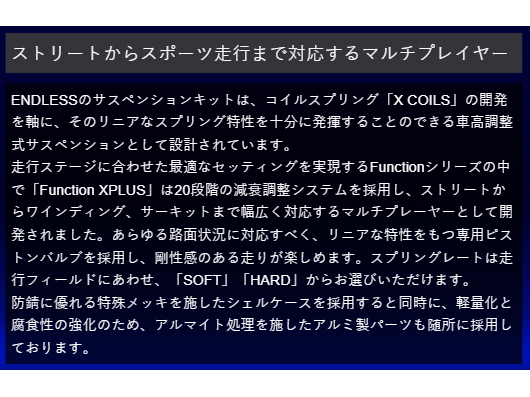 ストリートからスポーツ走行まで対応するマルチプレイヤー
ENDLESSのサスペンションキットは、コイルスプリング「X COILS」の開発
を軸に、そのリニアなスプリング特性を十分に発揮することのできる車高調整
式サスペンションとして設計されています。
走行ステージに合わせた最適なセッティングを実現するFunctionシリーズの中
で「Function XPLUS」は20段階の減衰調整システムを採用し、ストリートか
らワインディング、サーキットまで幅広く対応するマルチプレーヤーとして開
発されました。あらゆる路面状況に対応すべく、リニアな特性をもつ専用ピス
トンバルブを採用し、剛性感のある走りが楽しめます。スプリングレートは走
行フィールドにあわせ、「SOFT」「HARD」からお選びいただけます。
防錆に優れる特殊メッキを施したシェルケースを採用すると同時に、軽量化と
腐食性の強化のため、アルマイト処理を施したアルミ製パーツも随所に採用し
ております。